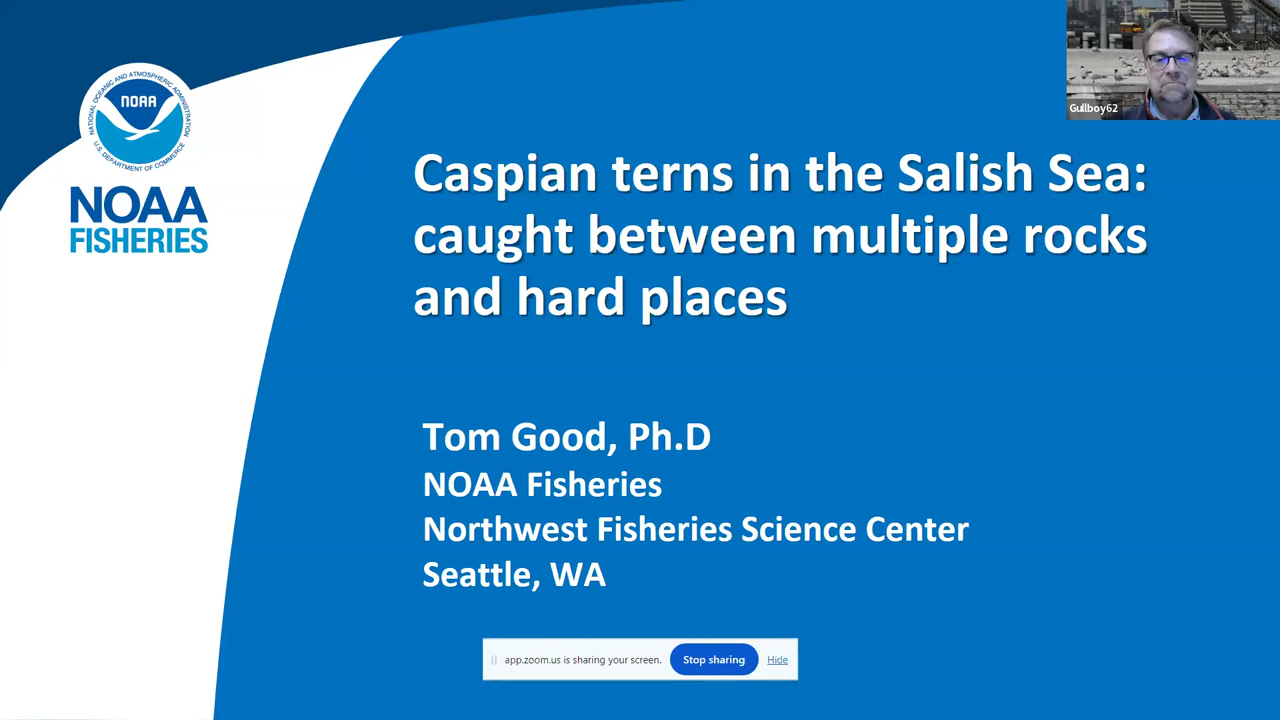 NATIONAL OCEANIC AND ATMOSPHERIC ADMINISTRATION
NOAA
U.S. DEPARTMENT OF COMMERCE
NOAA
FISHERIES
Gullboy62
Caspian terns in the Salish Sea:
caught between multiple rocks
and hard places
Tom Good, Ph.D
NOAA Fisheries
Northwest Fisheries Science Center
Seattle, WA
app.zoom.us is sharing your screen.
Stop sharing
Hide